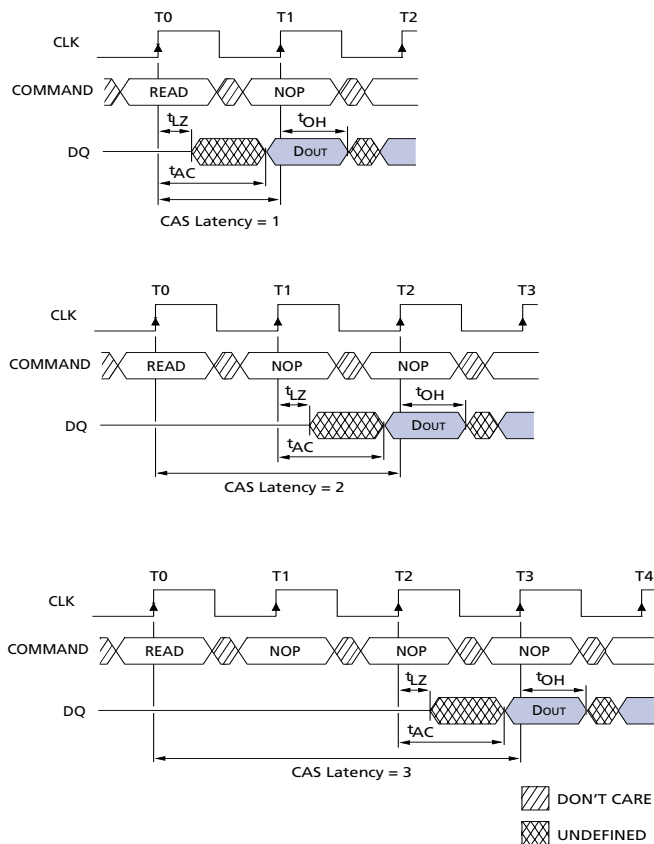 T0 T1 T2
CLK
COMMAND READ NOP
tLZ tOH
DQ DOUT
tAC
CAS Latency = 1
T0 T1 T2 T3
CLK
COMMAND READ NOP NOP
tLZ tOH
DQ DOUT
tAC
CAS Latency = 2
T0 T1 T2 T3 T4
CLK
COMMAND READ NOP NOP NOP
tLZ tOH
DQ DOUT
tAC
CAS Latency = 3
DON'T CARE
UNDEFINED